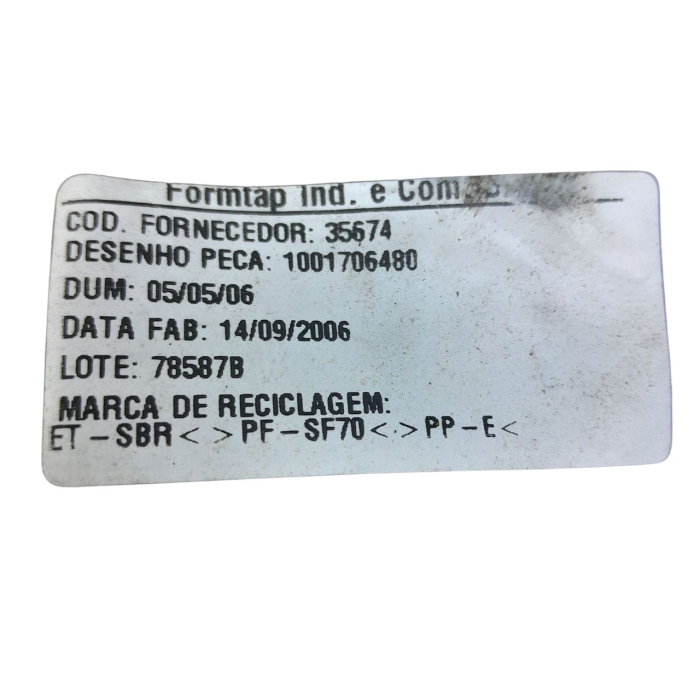 Formtap Ind. e Com.
COD. FORNECEDOR: 35674
DESENHO PECA: 1001706480
DUM: 05/05/06
DATA FAB: 14/09/2006
LOTE: 78587B
MARCA DE RECICLAGEM:
ET-SBR< >PF-SF70<.>PP-E<